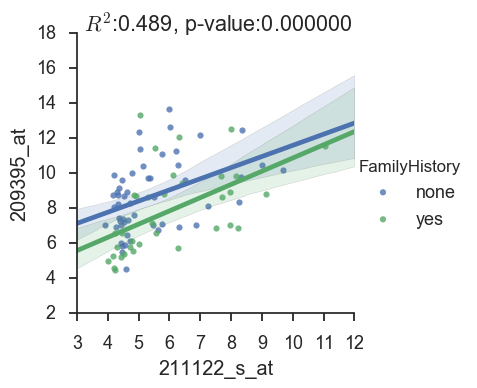 R²:0.489, p-value:0.000000
18
16
14
12
10
8
6
4
2
209395_at
3 4 5 6 7 8 9 10 11 12
211122_s_at
FamilyHistory
none
yes